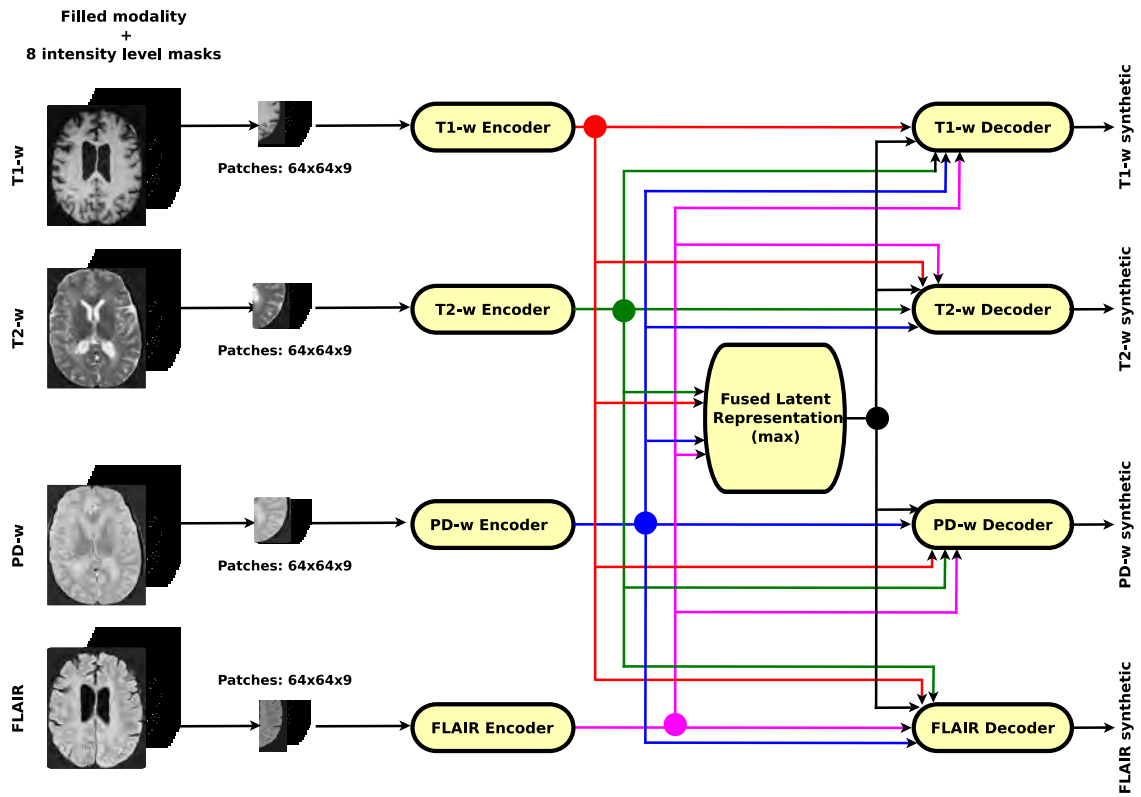 Filled modality
+
8 intensity level masks
T1-w
Patches: 64x64x9
T1-w Encoder
T1-w Decoder
T1-w synthetic
T2-w
Patches: 64x64x9
T2-w Encoder
T2-w Decoder
T2-w synthetic
Fused Latent
Representation
(max)
PD-w
Patches: 64x64x9
PD-w Encoder
PD-w Decoder
PD-w synthetic
FLAIR
Patches: 64x64x9
FLAIR Encoder
FLAIR Decoder
FLAIR synthetic